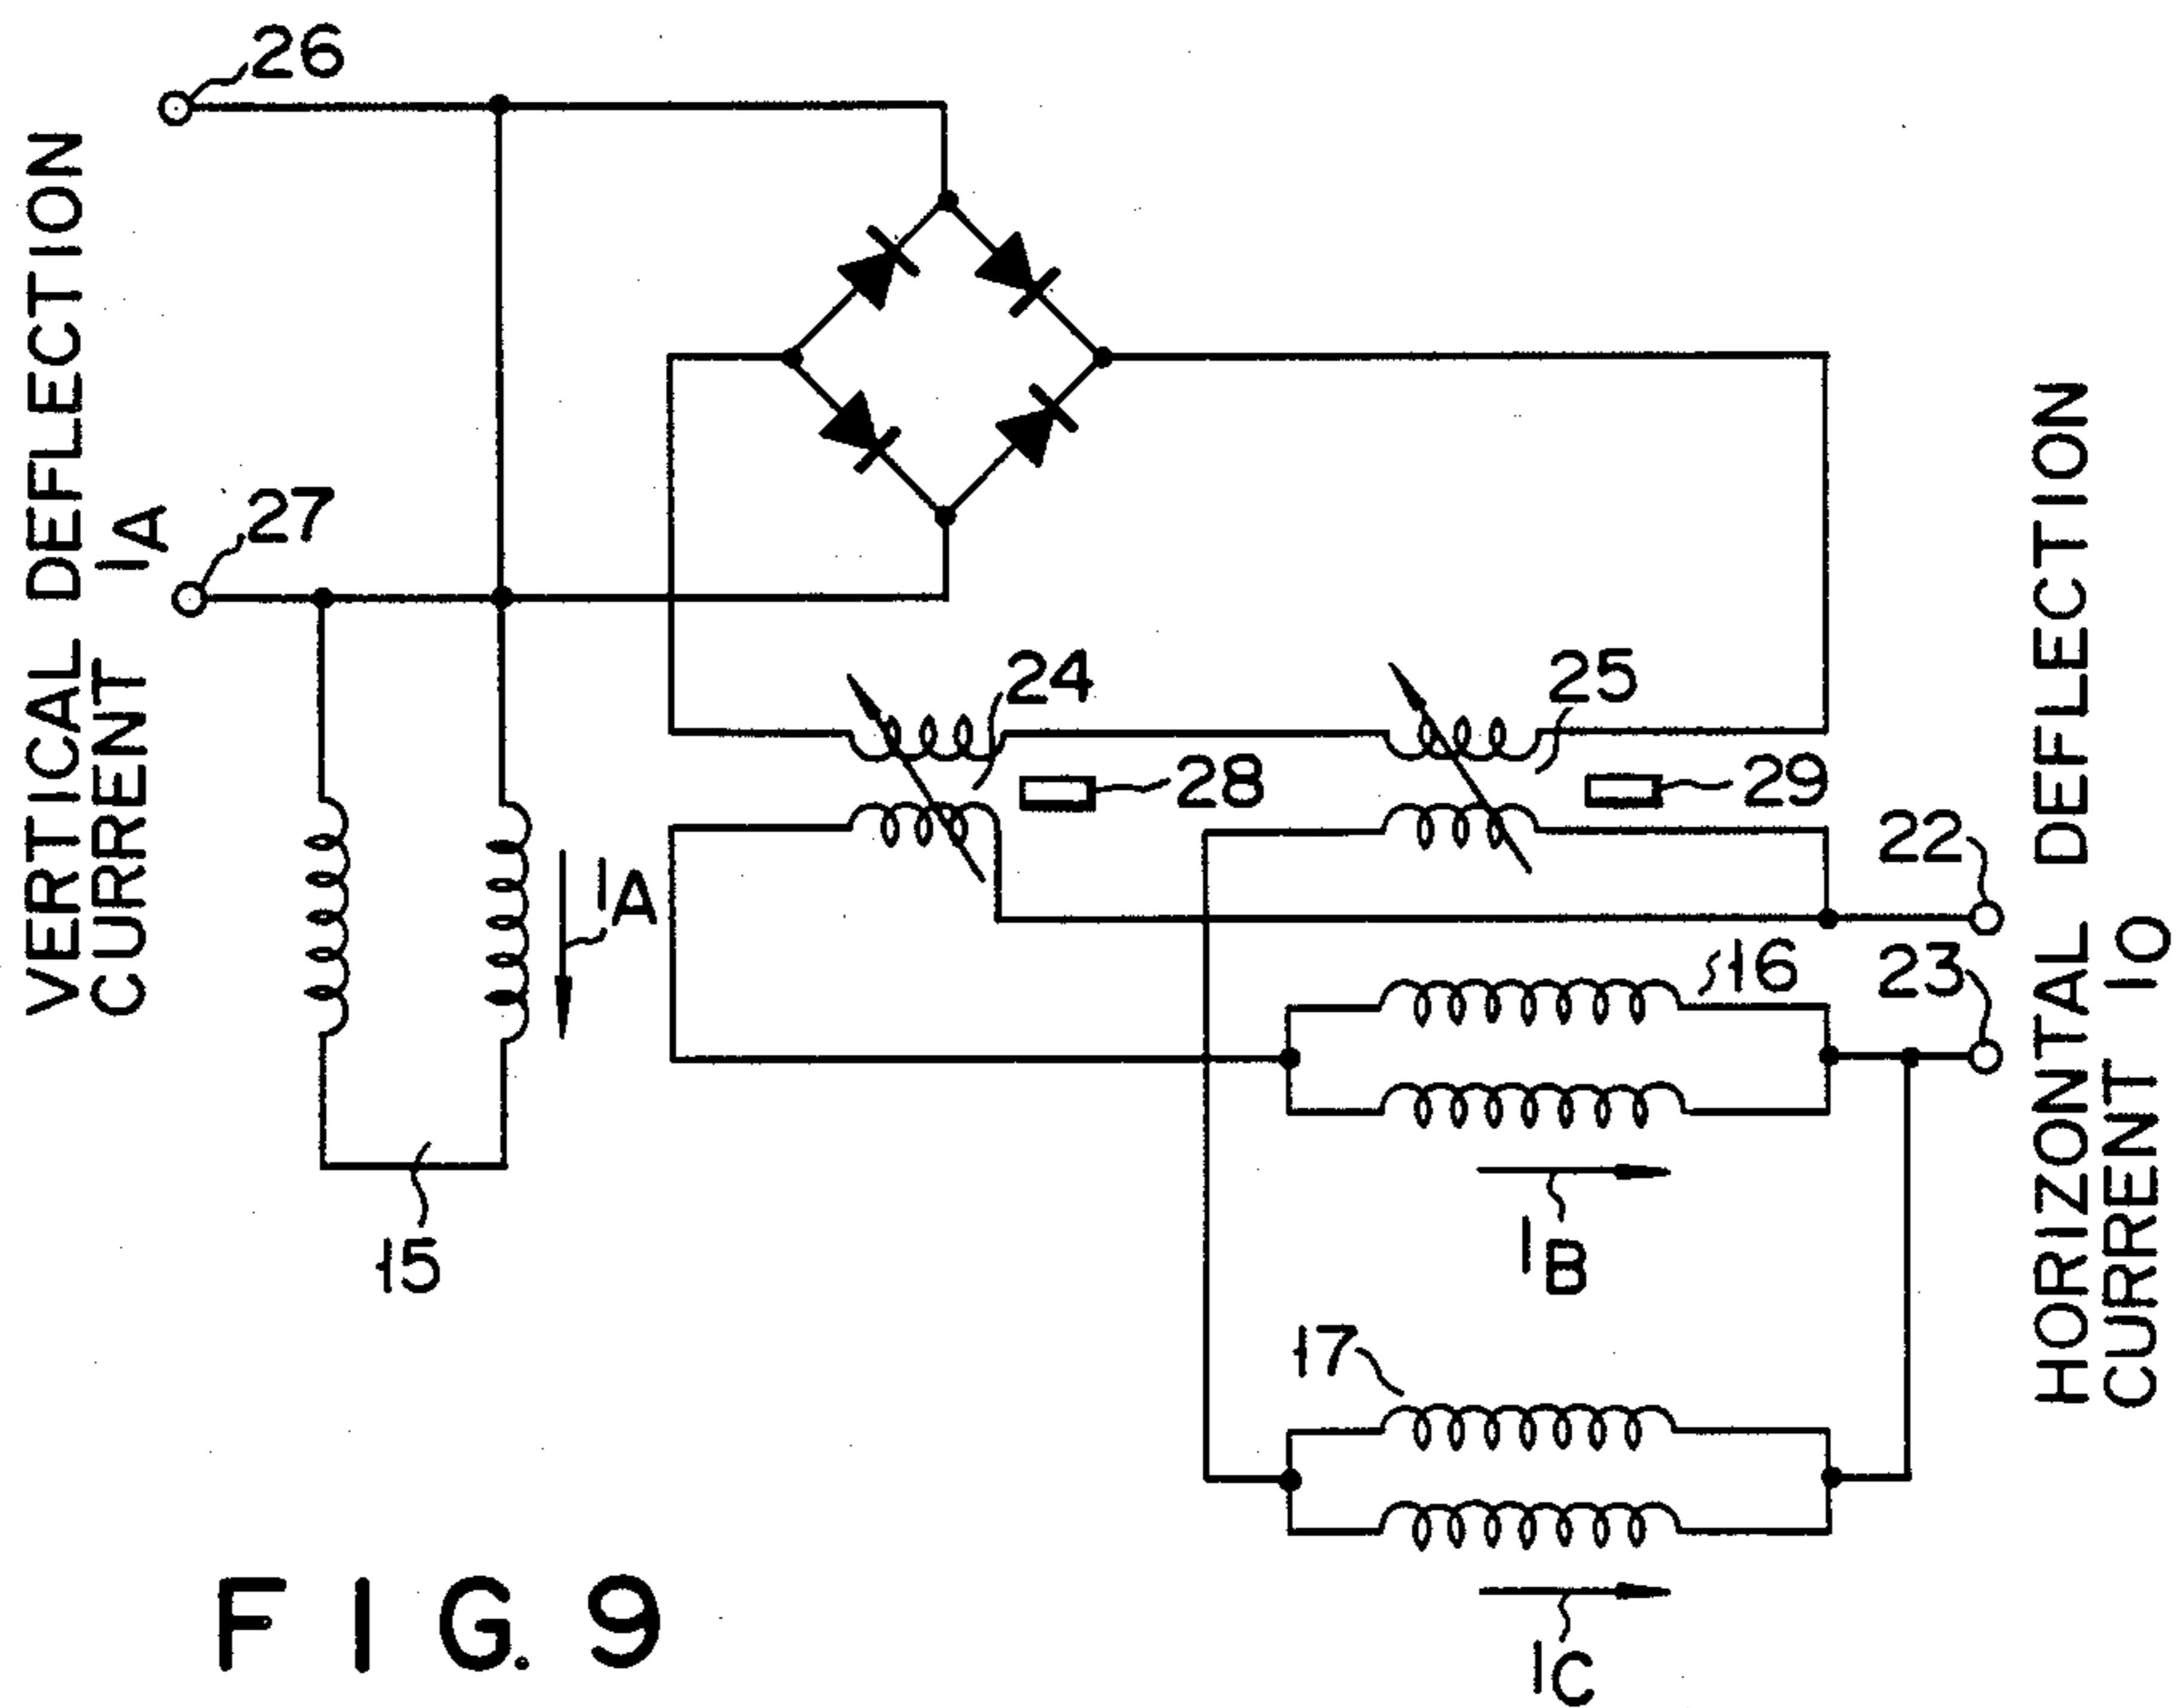 26
VERTICAL DEFLECTION
CURRENT IA
27
24
25
28
29
22
23
IA
16
15
IB
17
IC
HORIZONTAL DEFLECTION
CURRENT IO
FIG. 9